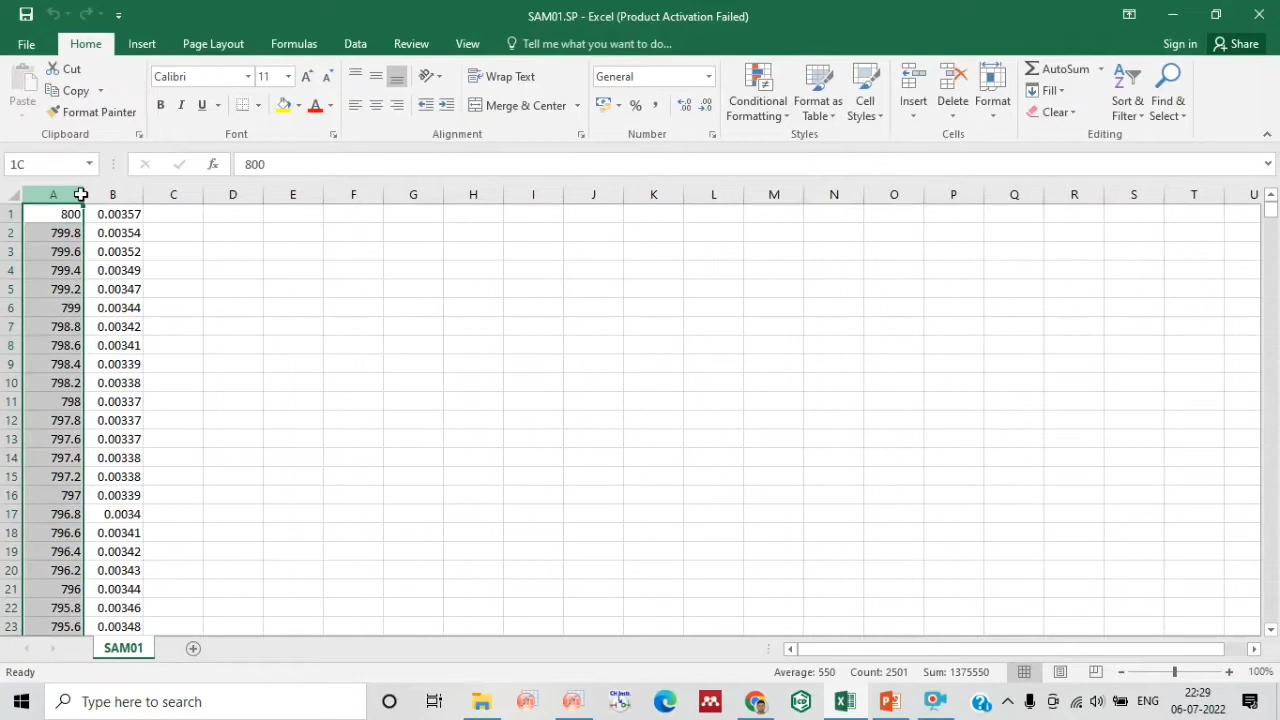 SAM01.SP - Excel (Product Activation Failed)
File Home Insert Page Layout Formulas Data Review View Tell me what you want to do... Sign in Share
Paste
Cut
Copy
Format Painter
Clipboard
Calibri 11
B I U
Font
Wrap Text
Merge & Center
Alignment
General
%
Number
Conditional Formatting
Format as Table
Cell Styles
Styles
Insert
Delete
Format
Cells
AutoSum
Fill
Clear
Sort & Filter
Find & Select
Editing
1C fx 800
A B C D E F G H I J K L M N O P Q R S T U
1 800 0.00357
2 799.8 0.00354
3 799.6 0.00352
4 799.4 0.00349
5 799.2 0.00347
6 799 0.00344
7 798.8 0.00342
8 798.6 0.00341
9 798.4 0.00339
10 798.2 0.00338
11 798 0.00337
12 797.8 0.00337
13 797.6 0.00337
14 797.4 0.00338
15 797.2 0.00338
16 797 0.00339
17 796.8 0.0034
18 796.6 0.00341
19 796.4 0.00342
20 796.2 0.00343
21 796 0.00344
22 795.8 0.00346
23 795.6 0.00348
SAM01
Ready Average: 550 Count: 2501 Sum: 1375550 100%
Type here to search
ENG
22:29
06-07-2022